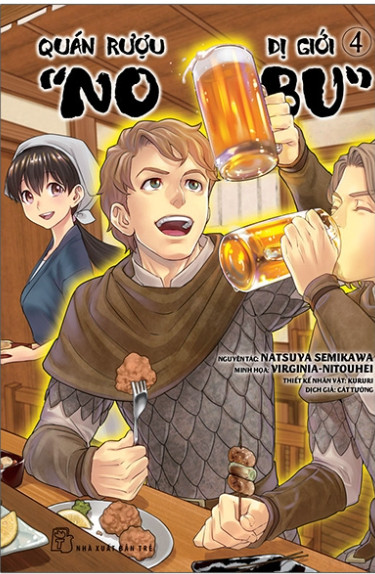 QUÁN RƯỢU DỊ GIỚI 4
"NOBU"
NGUYÊN TÁC: NATSUYA SEMIKAWA
MINH HỌA: VIRGINIA-NITOUHEI
THIẾT KẾ NHÂN VẬT: KURURI
DỊCH GIẢ: CÁT TƯỜNG
NHÀ XUẤT BẢN TRẺ